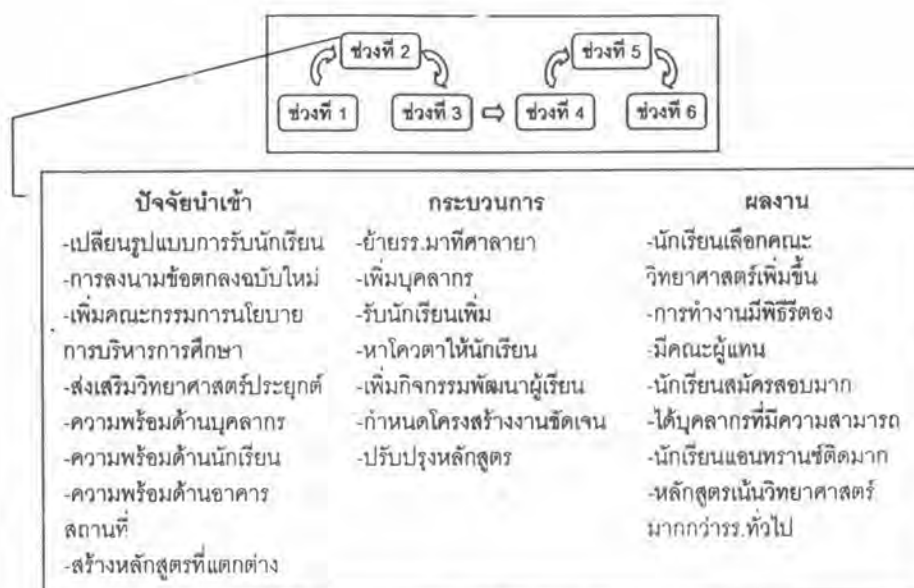 ช่วงที่ 2
ช่วงที่ 5
ช่วงที่ 1
ช่วงที่ 3
ช่วงที่ 4
ช่วงที่ 6
ปัจจัยนำเข้า
-เปลี่ยนรูปแบบการรับนักเรียน
-การลงนามข้อตกลงฉบับใหม่
-เพิ่มคณะกรรมการนโยบาย
การบริหารการศึกษา
-ส่งเสริมวิทยาศาสตร์ประยุกต์
-ความพร้อมด้านบุคลากร
-ความพร้อมด้านนักเรียน
-ความพร้อมด้านอาคาร
สถานที่
-สร้างหลักสูตรที่แตกต่าง
กระบวนการ
-ย้ายรร.มาที่ศาลายา
-เพิ่มบุคลากร
-รับนักเรียนเพิ่ม
-หาโควตาให้นักเรียน
-เพิ่มกิจกรรมพัฒนาผู้เรียน
-กำหนดโครงสร้างงานชัดเจน
-ปรับปรุงหลักสูตร
ผลงาน
-นักเรียนเลือกคณะ
วิทยาศาสตร์เพิ่มขึ้น
-การทำงานมีพิธีรีตอง
มีคณะผู้แทน
-นักเรียนสมัครสอบมาก
-ได้บุคลากรที่มีความสามารถ
-นักเรียนแอนทรานซ์ติดมาก
-หลักสูตรเน้นวิทยาศาสตร์
มากกว่ารร.ทั่วไป